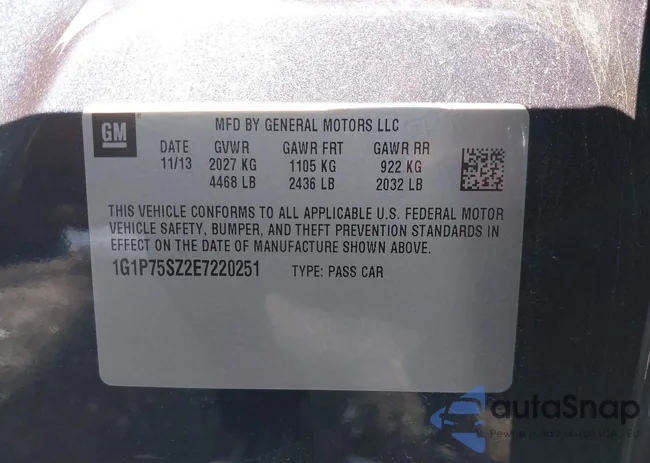 GM
MFD BY GENERAL MOTORS LLC
DATE GVWR GAWR FRT GAWR RR
11/13 2027 KG 1105 KG 922 KG
4468 LB 2436 LB 2032 LB
THIS VEHICLE CONFORMS TO ALL APPLICABLE U.S. FEDERAL MOTOR
VEHICLE SAFETY, BUMPER, AND THEFT PREVENTION STANDARDS IN
EFFECT ON THE DATE OF MANUFACTURE SHOWN ABOVE.
1G1P75SZ2E7220251 TYPE: PASS CAR
autaSnap